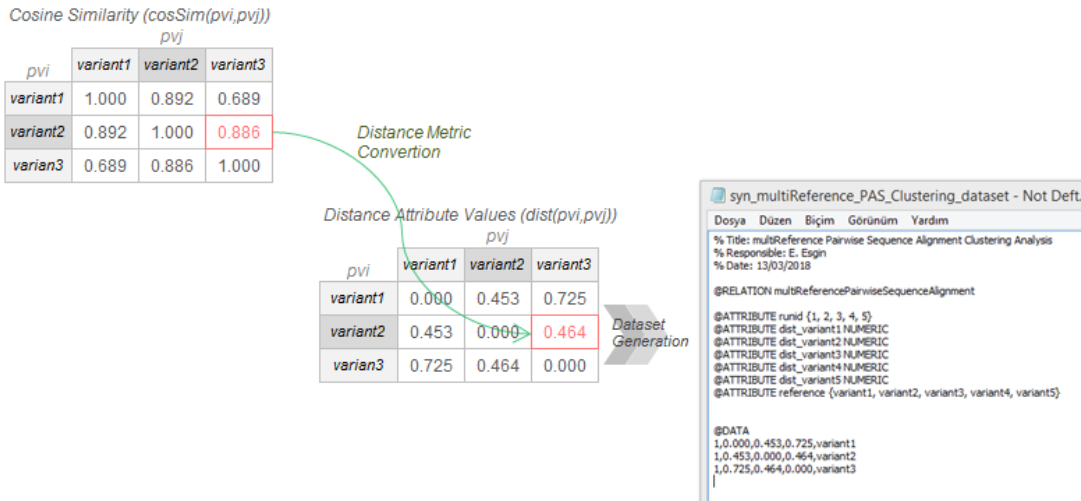 Cosine Similarity (cosSim(pvi,pvj))
pvj
pvi variant1 variant2 variant3
variant1 1.000 0.892 0.689
variant2 0.892 1.000 0.886
varian3 0.689 0.886 1.000
Distance Metric
Convertion
Distance Attribute Values (dist(pvi,pvj))
pvj
pvi variant1 variant2 variant3
variant1 0.000 0.453 0.725
variant2 0.453 0.000 0.464
varian3 0.725 0.464 0.000
Dataset
Generation
syn_multiReference_PAS_Clustering_dataset - Not Deft
Dosya Düzen Biçim Görünüm Yardım
% Title: multiReference Pairwise Sequence Alignment Clustering Analysis
% Responsible: E. Esgin
% Date: 13/03/2018
@RELATION multiReferencePairwiseSequenceAlignment
@ATTRIBUTE runid {1, 2, 3, 4, 5}
@ATTRIBUTE dist_variant1 NUMERIC
@ATTRIBUTE dist_variant2 NUMERIC
@ATTRIBUTE dist_variant3 NUMERIC
@ATTRIBUTE dist_variant4 NUMERIC
@ATTRIBUTE dist_variant5 NUMERIC
@ATTRIBUTE reference {variant1, variant2, variant3, variant4, variant5}
@DATA
1,0.000,0.453,0.725,variant1
1,0.453,0.000,0.464,variant2
1,0.725,0.464,0.000,variant3